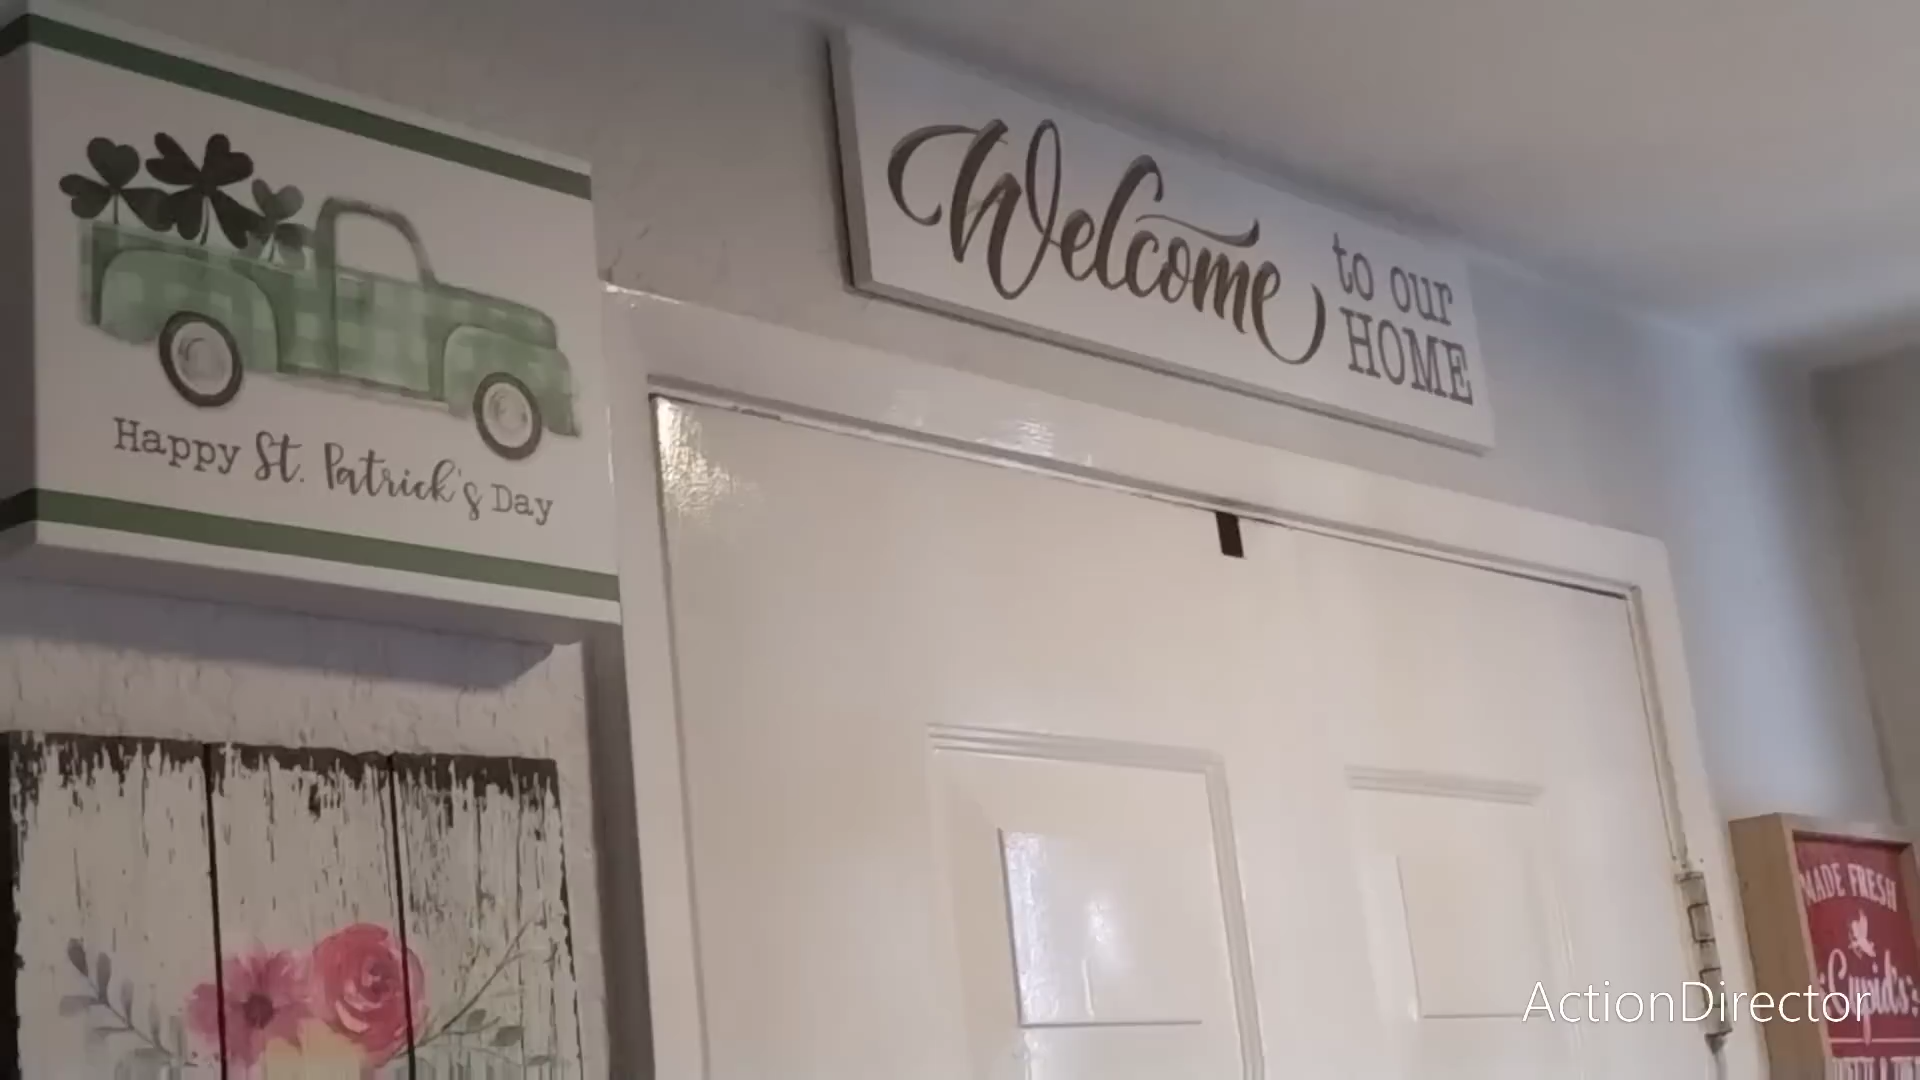 Happy St. Patrick's Day
Welcome
to our
HOME
MADE FRESH
Cupid's
ActionDirector